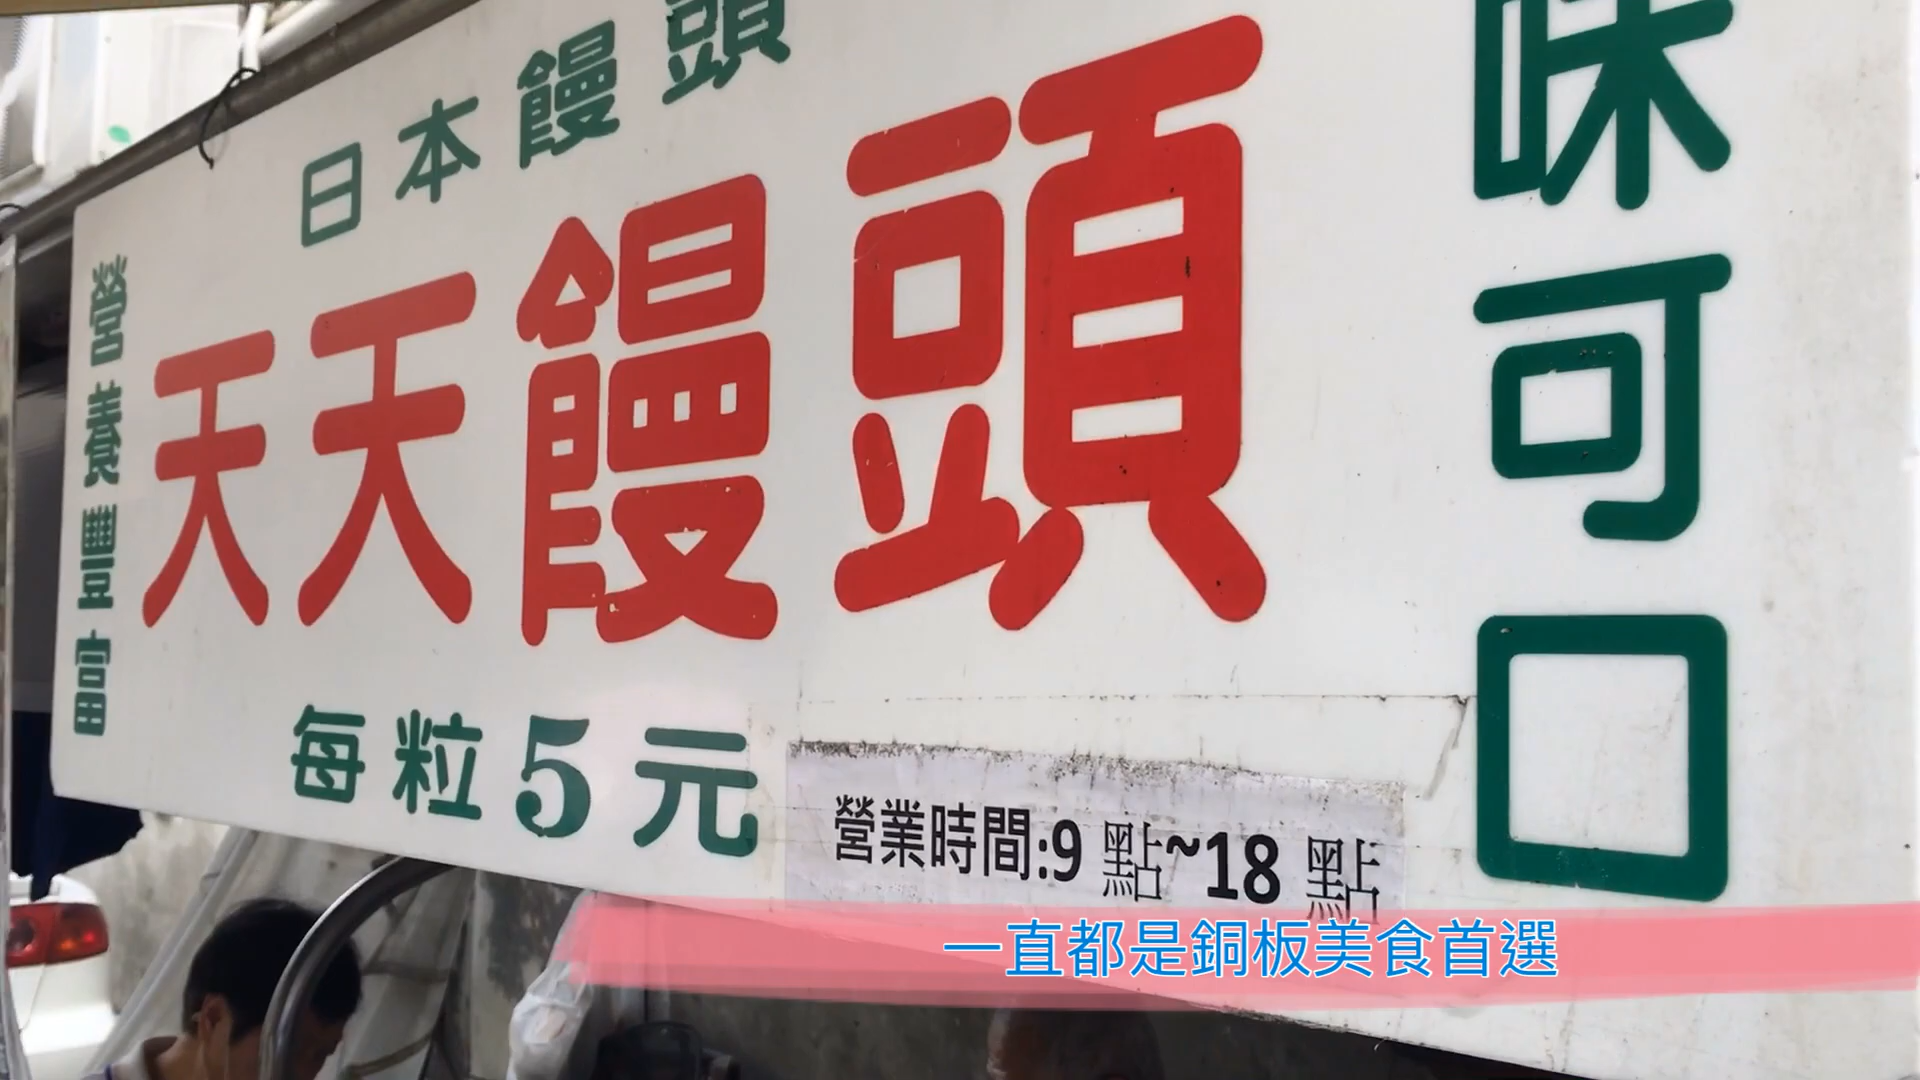 日本饅頭
營養豐富
天天饅頭
味可口
每粒5元
營業時間:9點~18點
一直都是銅板美食首選